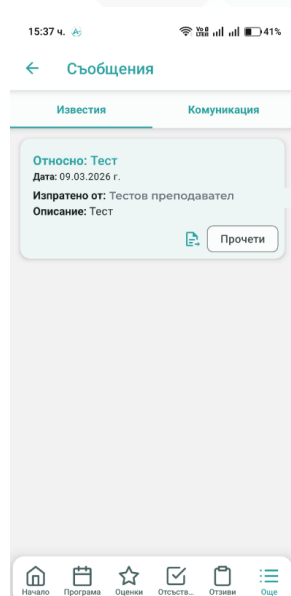 15:37 ч. 41%
Съобщения
Известия Комуникация
Относно: Тест
Дата: 09.03.2026 г.
Изпратено от: Тестов преподавател
Описание: Тест
Прочети
Начало Програма Оценки Отсъств... Отзиви Още